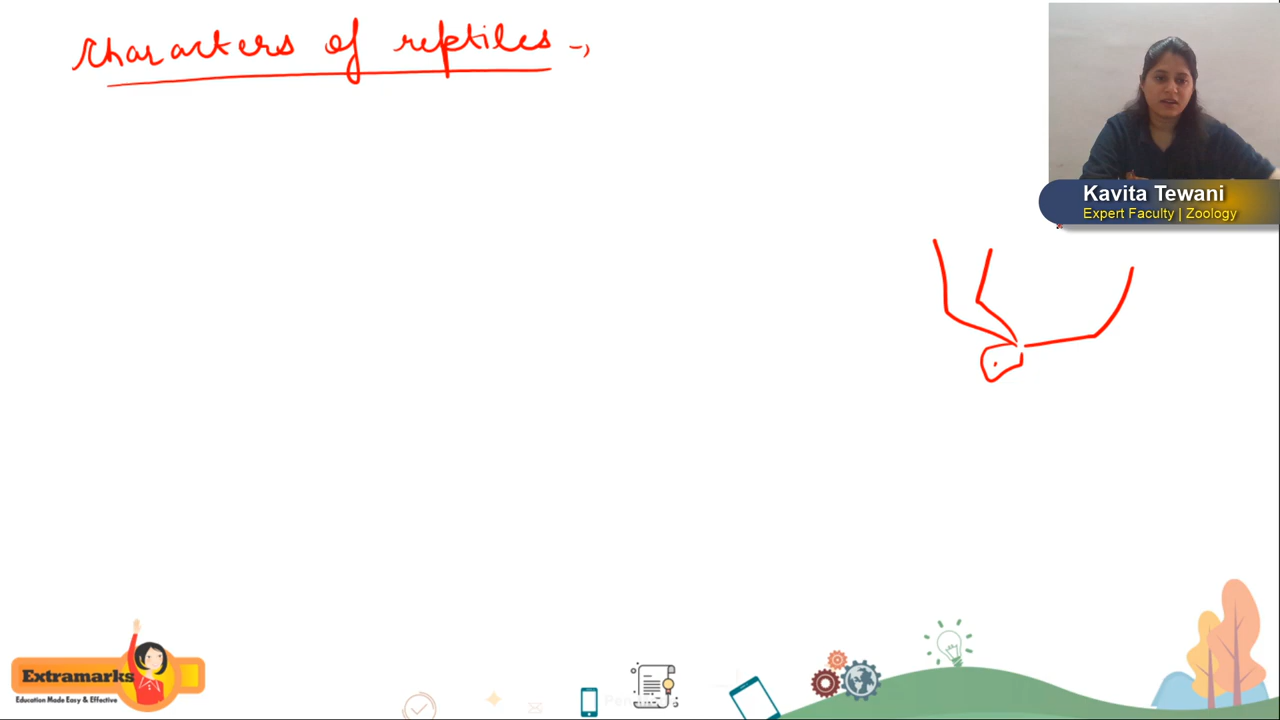 Characters of reptiles -,
Kavita Tewani
Expert Faculty | Zoology
Extramarks
Education Made Easy & Effective